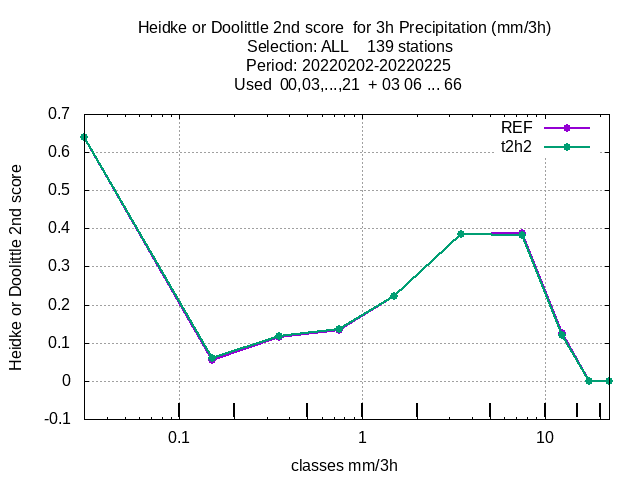 Heidke or Doolittle 2nd score  for 3h Precipitation (mm/3h)
Selection: ALL    139 stations
Period: 20220202-20220225
Used  00,03,...,21  + 03 06 ... 66
REF
t2h2
Heidke or Doolittle 2nd score
0.7
0.6
0.5
0.4
0.3
0.2
0.1
0
-0.1
0.1
1
10
classes mm/3h